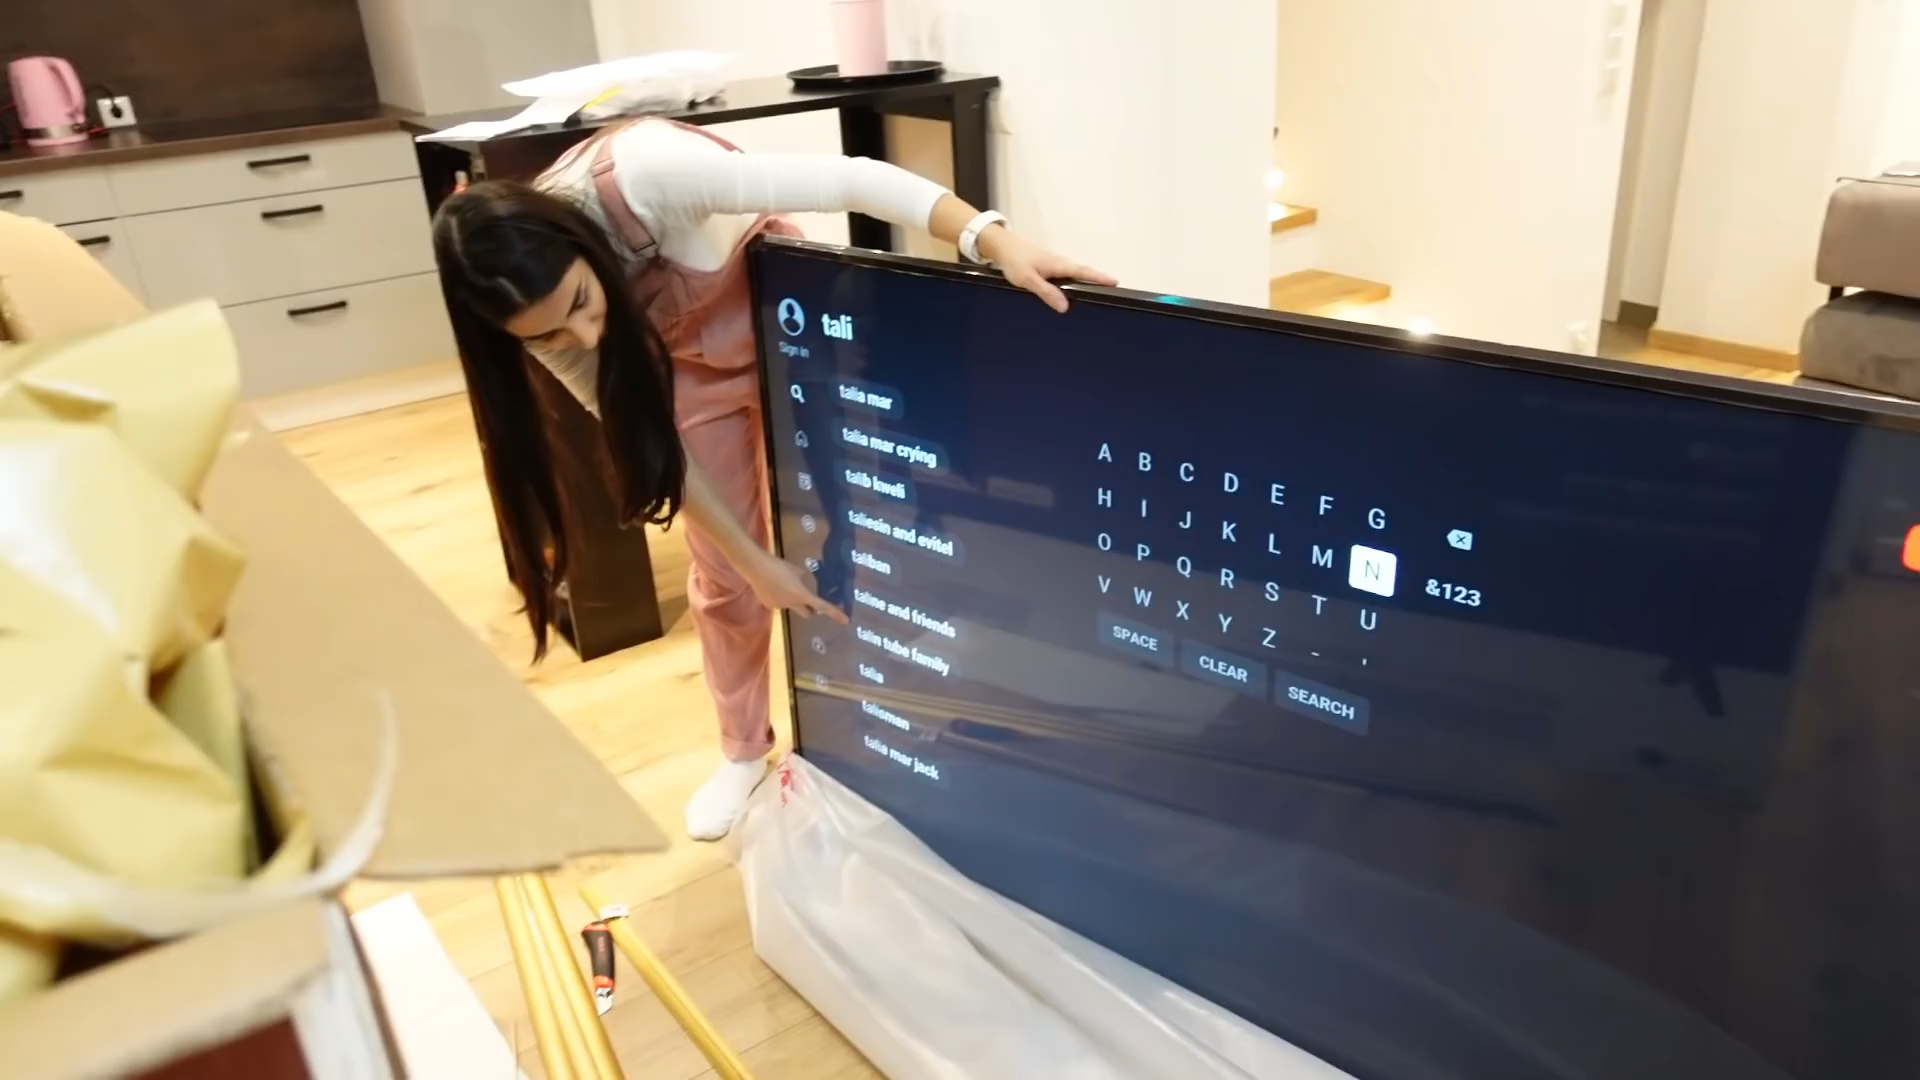 tali
Sign in
talia mar
talia mar crying
talib kweli
taliesin and evitel
taliban
taline and friends
talin tube family
talia
talisman
talia mar jack
A B C D E F G
H I J K L M N
O P Q R S T U
V W X Y Z - '
&123
SPACE CLEAR SEARCH